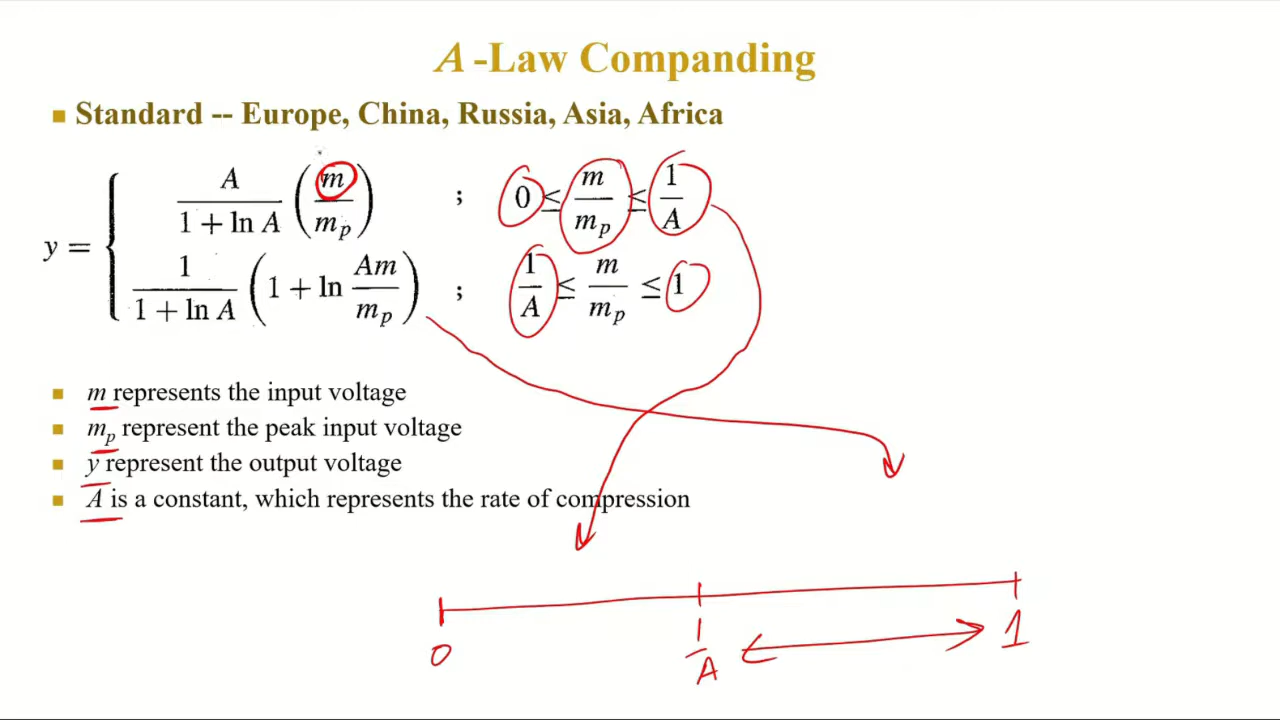 A -Law Companding
Standard -- Europe, China, Russia, Asia, Africa
y = { A / (1 + ln A) (m / m_p) ; 0 ≤ m / m_p ≤ 1 / A
1 / (1 + ln A) (1 + ln Am / m_p) ; 1 / A ≤ m / m_p ≤ 1
m represents the input voltage
m_p represent the peak input voltage
y represent the output voltage
A is a constant, which represents the rate of compression
0 1/A 1